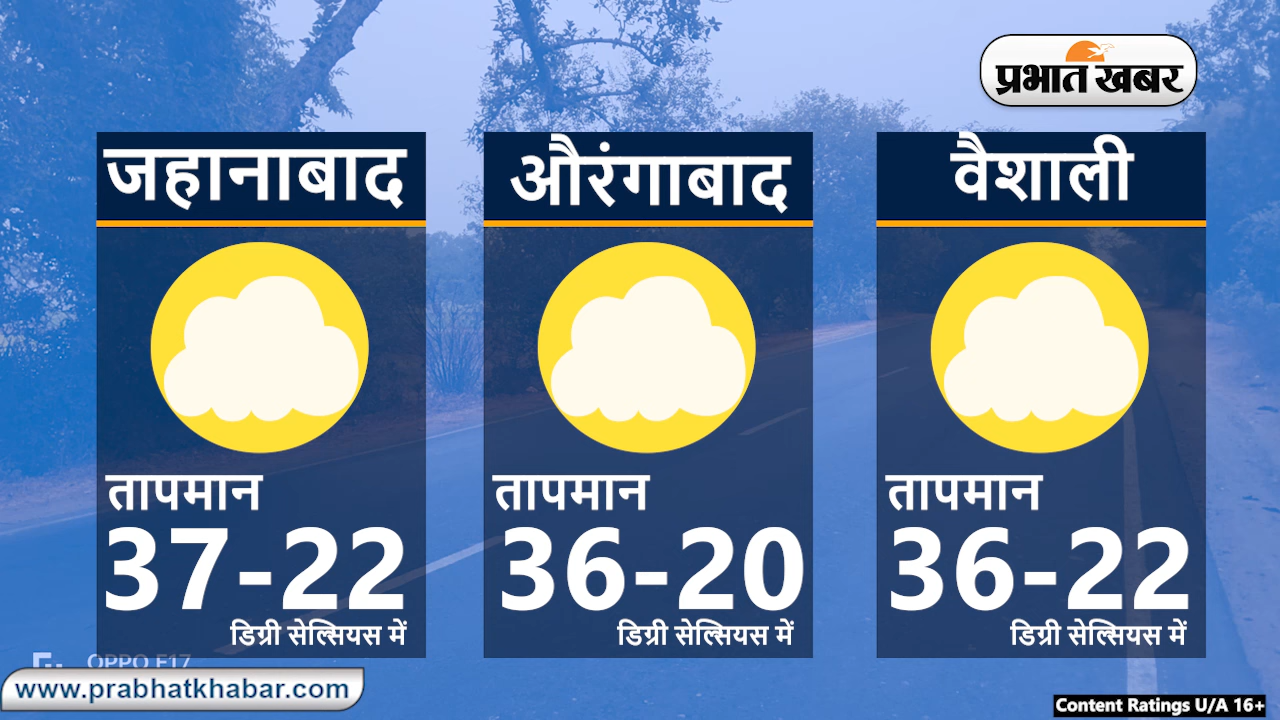 प्रभात खबर
जहानाबाद
तापमान
37-22
डिग्री सेल्सियस में
औरंगाबाद
तापमान
36-20
डिग्री सेल्सियस में
वैशाली
तापमान
36-22
डिग्री सेल्सियस में
OPPO F17
www.prabhatkhabar.com
Content Ratings U/A 16+